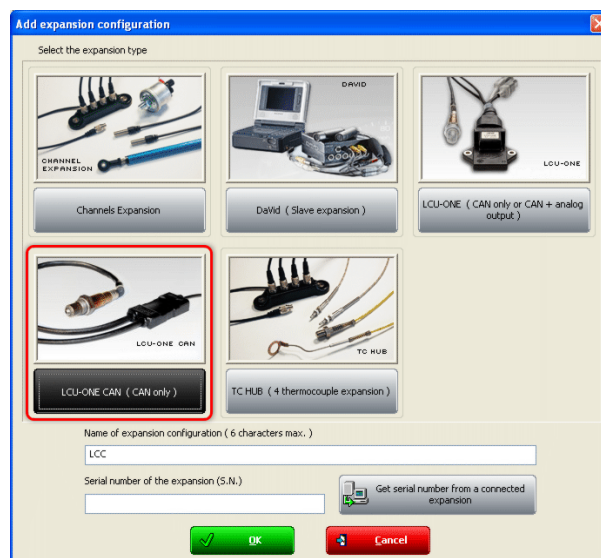 Add expansion configuration
Select the expansion type
CHANNEL
EXPANSION
DAVID
LCU-ONE
Channels Expansion
DaVid ( Slave expansion )
LCU-ONE ( CAN only or CAN + analog
output )
LCU-ONE CAN
TC HUB
LCU-ONE CAN ( CAN only )
TC HUB ( 4 thermocouple expansion )
Name of expansion configuration ( 6 characters max. )
LCC
Serial number of the expansion (S.N.)
Get serial number from a connected
expansion
OK
Cancel